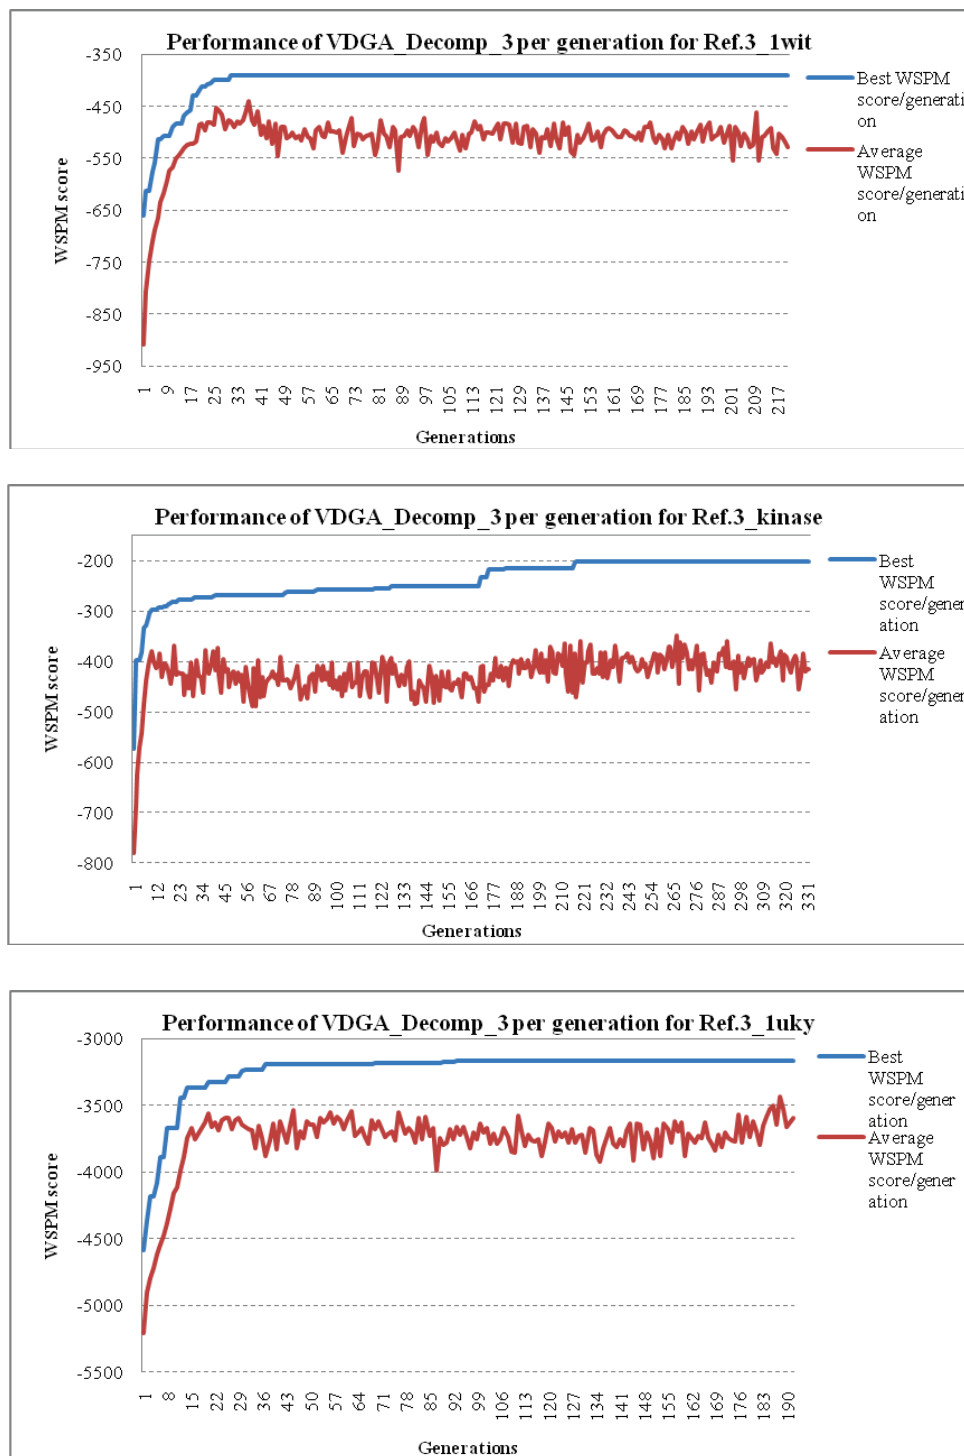 Performance of VDGA_Decomp_3 per generation for Ref.3_1wit
-350
-450
-550
-650
-750
-850
-950
WSPM score
1 9 17 25 33 41 49 57 65 73 81 89 97 105 113 121 129 137 145 153 161 169 177 185 193 201 209 217
Generations
Best WSPM
score/generati
on
Average
WSPM
score/generati
on
Performance of VDGA_Decomp_3 per generation for Ref.3_kinase
-200
-300
-400
-500
-600
-700
-800
WSPM score
1 12 23 34 45 56 67 78 89 100 111 122 133 144 155 166 177 188 199 210 221 232 243 254 265 276 287 298 309 320 331
Generations
Best
WSPM
score/gener
ation
Average
WSPM
score/gener
ation
Performance of VDGA_Decomp_3 per generation for Ref.3_1uky
-3000
-3500
-4000
-4500
-5000
-5500
WSPM score
1 8 15 22 29 36 43 50 57 64 71 78 85 92 99 106 113 120 127 134 141 148 155 162 169 176 183 190
Generations
Best
WSPM
score/gener
ation
Average
WSPM
score/gener
ation